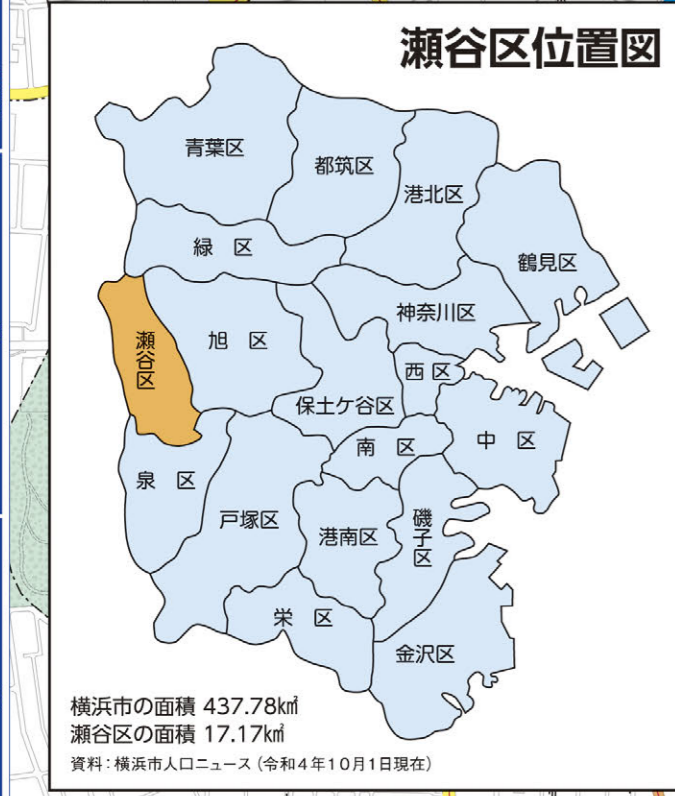 瀬谷区位置図
青葉区
都筑区
港北区
緑 区
鶴見区
神奈川区
旭 区
瀬谷区
西 区
保土ケ谷区
中 区
南 区
泉 区
戸塚区
港南区
磯子区
栄 区
金沢区
横浜市の面積 437.78㎢
瀬谷区の面積 17.17㎢
資料：横浜市人口ニュース（令和4年10月1日現在）